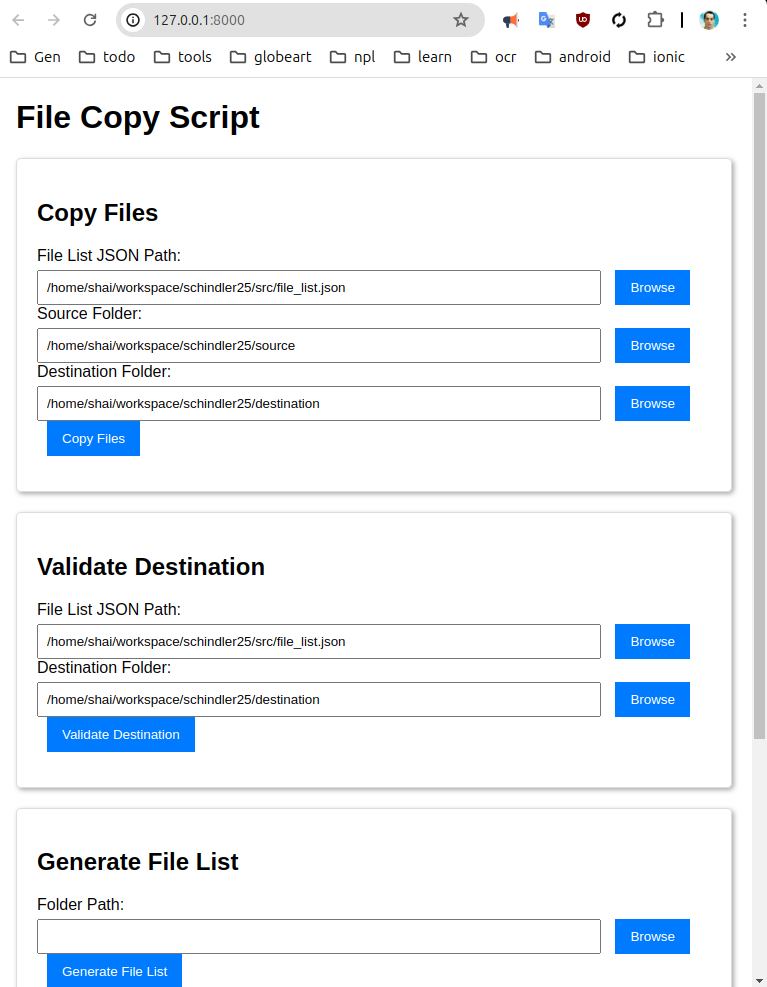 127.0.0.1:8000
Gen todo tools globeart npl learn ocr android ionic »
File Copy Script
Copy Files
File List JSON Path:
/home/shai/workspace/schindler25/src/file_list.json Browse
Source Folder:
/home/shai/workspace/schindler25/source Browse
Destination Folder:
/home/shai/workspace/schindler25/destination Browse
Copy Files
Validate Destination
File List JSON Path:
/home/shai/workspace/schindler25/src/file_list.json Browse
Destination Folder:
/home/shai/workspace/schindler25/destination Browse
Validate Destination
Generate File List
Folder Path:
Browse
Generate File List